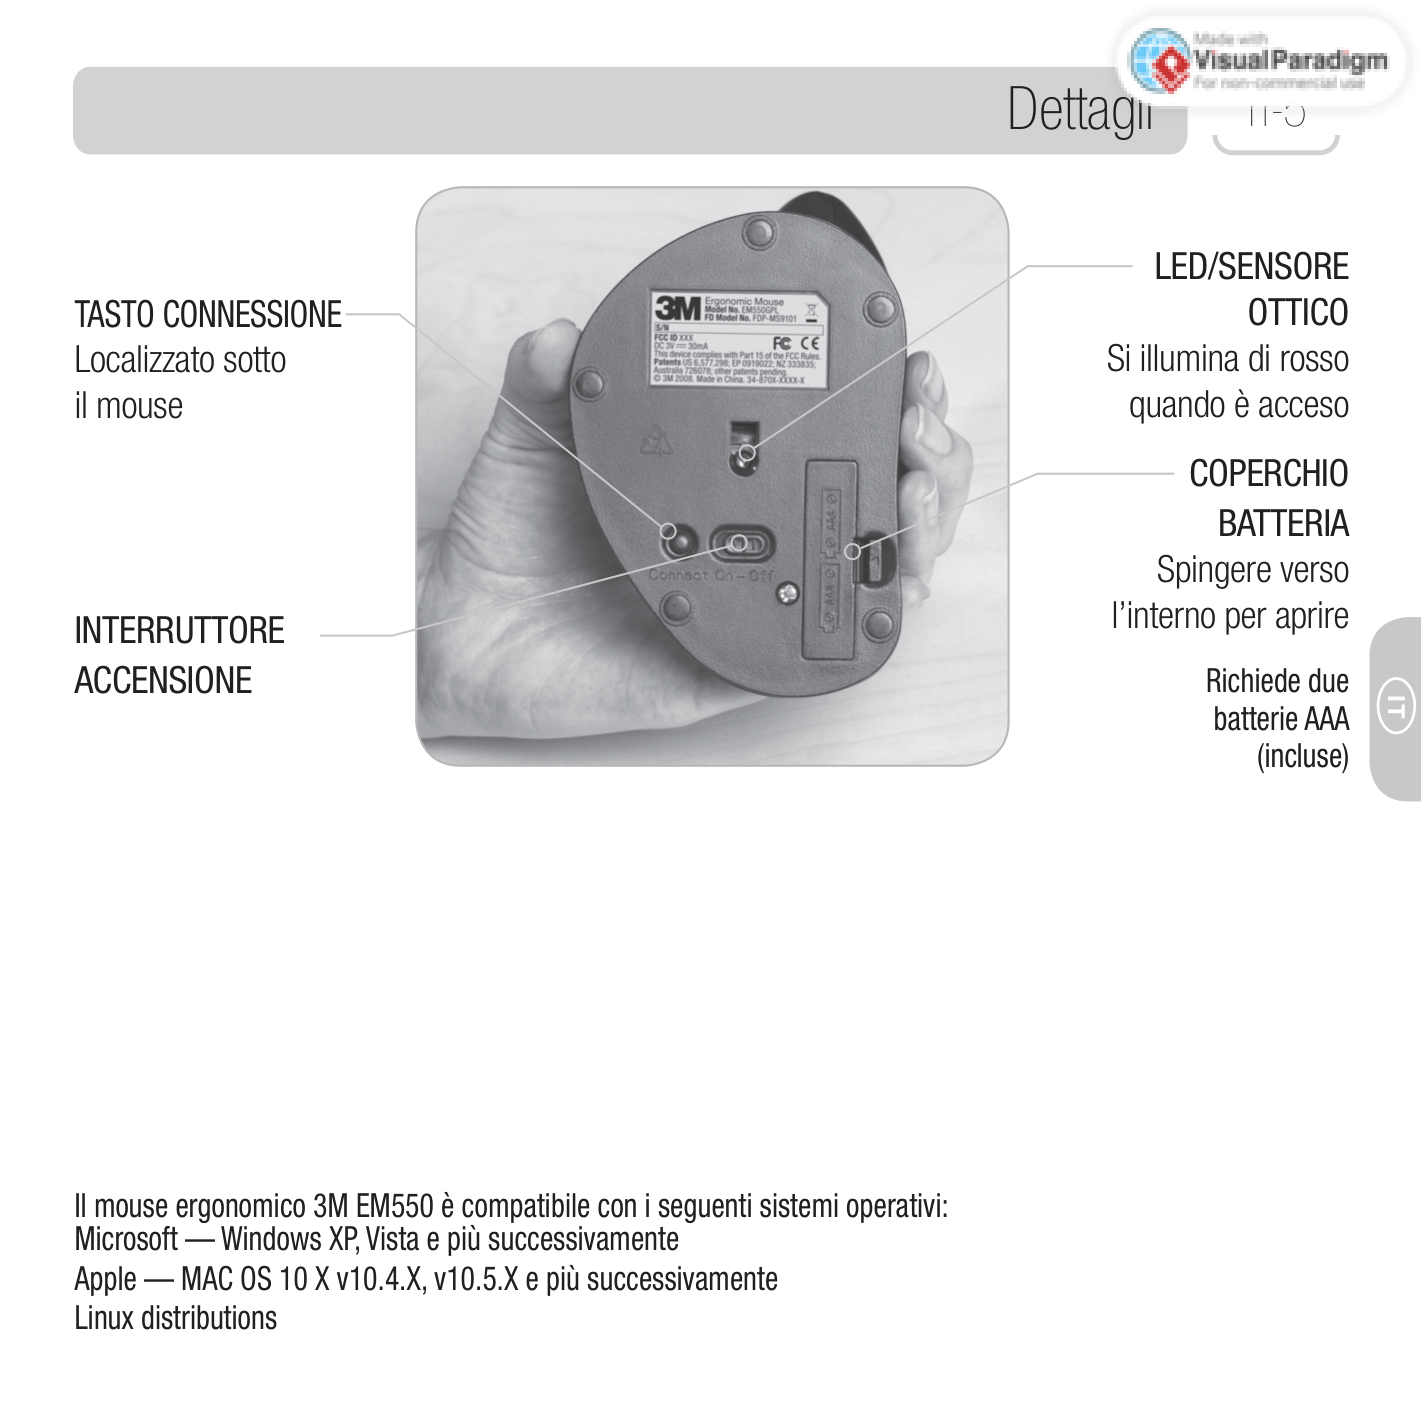 Made with
VisualParadigm
For non-commercial use
Dettagli
IT-5
TASTO CONNESSIONE
Localizzato sotto
il mouse
INTERRUTTORE
ACCENSIONE
3M
Ergonomic Mouse
Model No. EM550GPL
FD Model No. FDP-MS9101
S/N
FCC ID XXX
DC 3V 30mA
FC CE
This device complies with Part 15 of the FCC Rules.
Patents US 6,577,298; EP 0919022; NZ 333835;
Australia 726078; other patents pending.
© 3M 2008. Made in China. 34-870X-XXXX-X
Connect On – Off
AAA
AAA
LED/SENSORE
OTTICO
Si illumina di rosso
quando è acceso
COPERCHIO
BATTERIA
Spingere verso
l’interno per aprire
Richiede due
batterie AAA
(incluse)
IT
Il mouse ergonomico 3M EM550 è compatibile con i seguenti sistemi operativi:
Microsoft — Windows XP, Vista e più successivamente
Apple — MAC OS 10 X v10.4.X, v10.5.X e più successivamente
Linux distributions